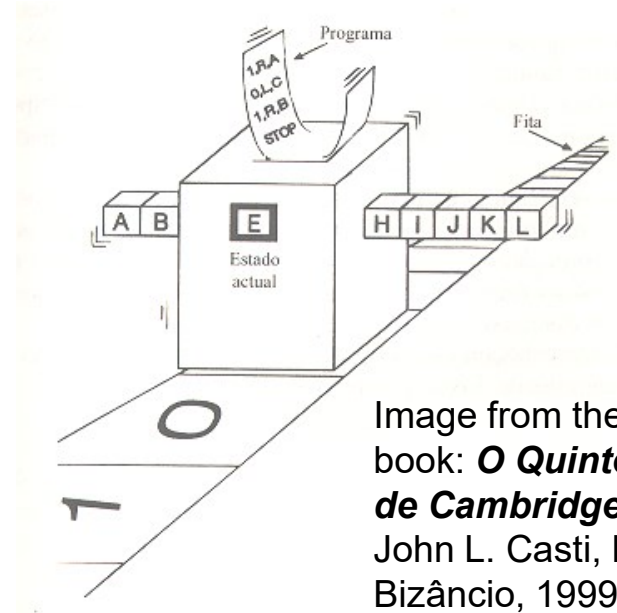 Programa
1,R,A
0,L,C
1,R,B
STOP
Fita
A B E H I J K L
Estado
actual
0
1
Image from the
book: O Quinte
de Cambridge
John L. Casti,
Bizâncio, 1999